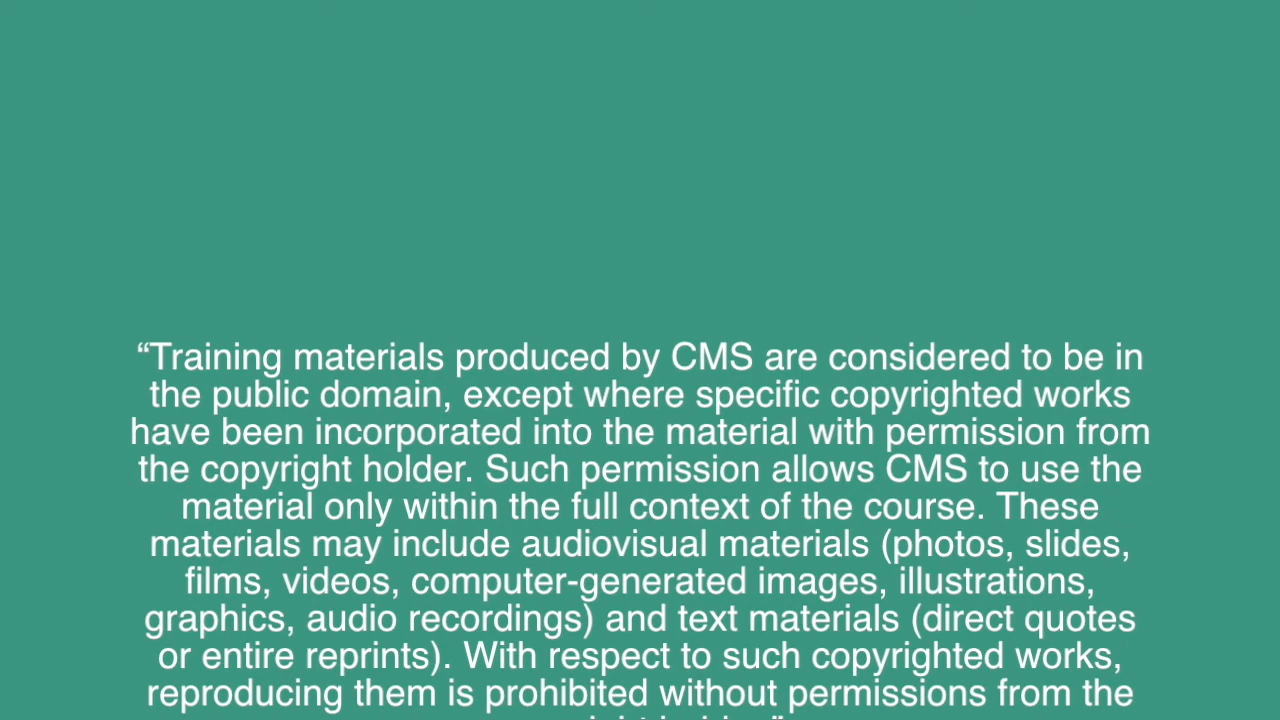 “Training materials produced by CMS are considered to be in
the public domain, except where specific copyrighted works
have been incorporated into the material with permission from
the copyright holder. Such permission allows CMS to use the
material only within the full context of the course. These
materials may include audiovisual materials (photos, slides,
films, videos, computer-generated images, illustrations,
graphics, audio recordings) and text materials (direct quotes
or entire reprints). With respect to such copyrighted works,
reproducing them is prohibited without permissions from the